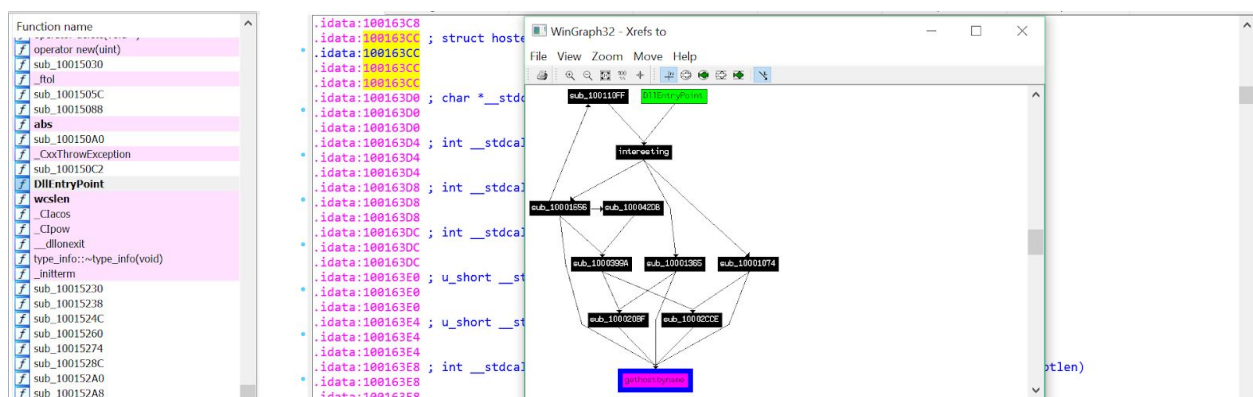 Function name
operator new(uint)
sub_10015030
_ftol
sub_1001505C
sub_10015088
abs
sub_100150A0
_CxxThrowException
sub_100150C2
DllEntryPoint
wcslen
_CIacos
_CIpow
__dllonexit
type_info::~type_info(void)
_initterm
sub_10015230
sub_10015238
sub_1001524C
sub_10015260
sub_10015274
sub_1001528C
sub_100152A0
sub_100152A8
.idata:100163C8
.idata:100163CC ; struct hoste
.idata:100163CC
.idata:100163CC
.idata:100163CC
.idata:100163D0 ; char *__stdc
.idata:100163D0
.idata:100163D0
.idata:100163D4 ; int __stdcal
.idata:100163D4
.idata:100163D4
.idata:100163D8 ; int __stdcal
.idata:100163D8
.idata:100163D8
.idata:100163DC ; int __stdcal
.idata:100163DC
.idata:100163DC
.idata:100163E0 ; u_short __st
.idata:100163E0
.idata:100163E0
.idata:100163E4 ; u_short __st
.idata:100163E4
.idata:100163E4
.idata:100163E8 ; int __stdcal
.idata:100163E8
.idata:100163E8
ptlen)
WinGraph32 - Xrefs to
File View Zoom Move Help
sub_100110FF DllEntryPoint
interesting
sub_10001656 sub_100042DB
sub_1000399A sub_10001365 sub_10001074
sub_10002CCE
gethostbyname